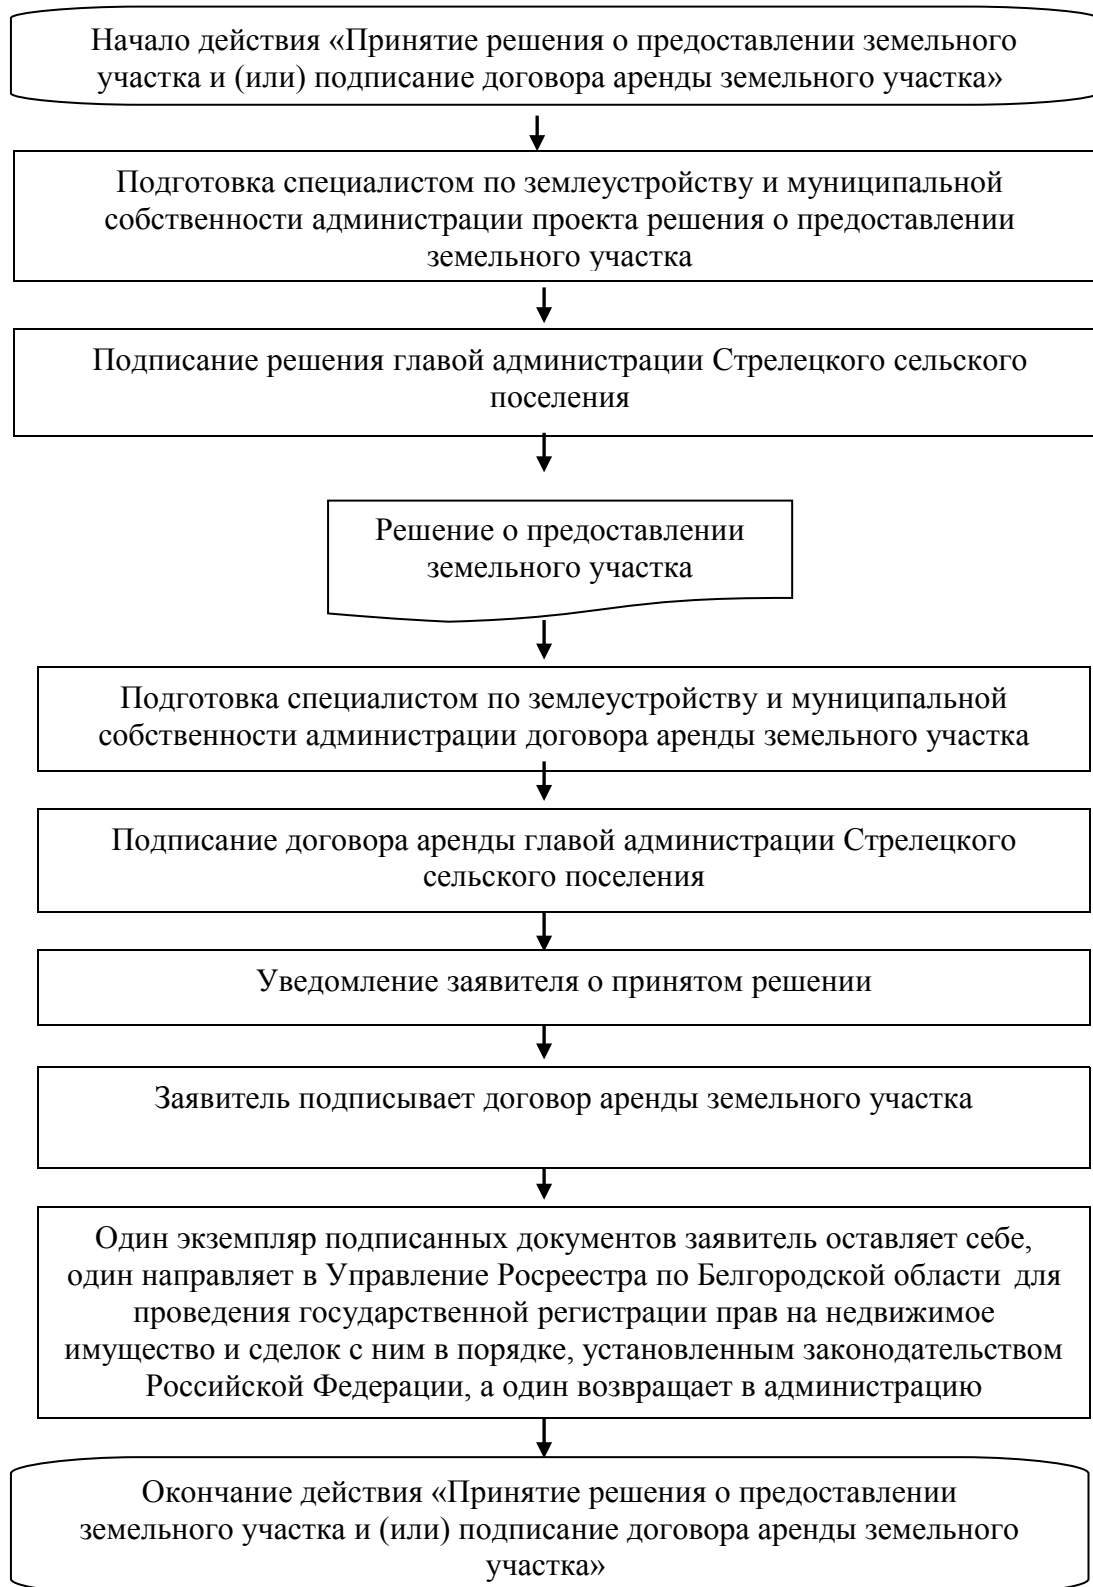 Начало действия «Принятие решения о предоставлении земельного
участка и (или) подписание договора аренды земельного участка»
Подготовка специалистом по землеустройству и муниципальной
собственности администрации проекта решения о предоставлении
земельного участка
Подписание решения главой администрации Стрелецкого сельского
поселения
Решение о предоставлении
земельного участка
Подготовка специалистом по землеустройству и муниципальной
собственности администрации договора аренды земельного участка
Подписание договора аренды главой администрации Стрелецкого
сельского поселения
Уведомление заявителя о принятом решении
Заявитель подписывает договор аренды земельного участка
Один экземпляр подписанных документов заявитель оставляет себе,
один направляет в Управление Росреестра по Белгородской области для
проведения государственной регистрации прав на недвижимое
имущество и сделок с ним в порядке, установленным законодательством
Российской Федерации, а один возвращает в администрацию
Окончание действия «Принятие решения о предоставлении
земельного участка и (или) подписание договора аренды земельного
участка»